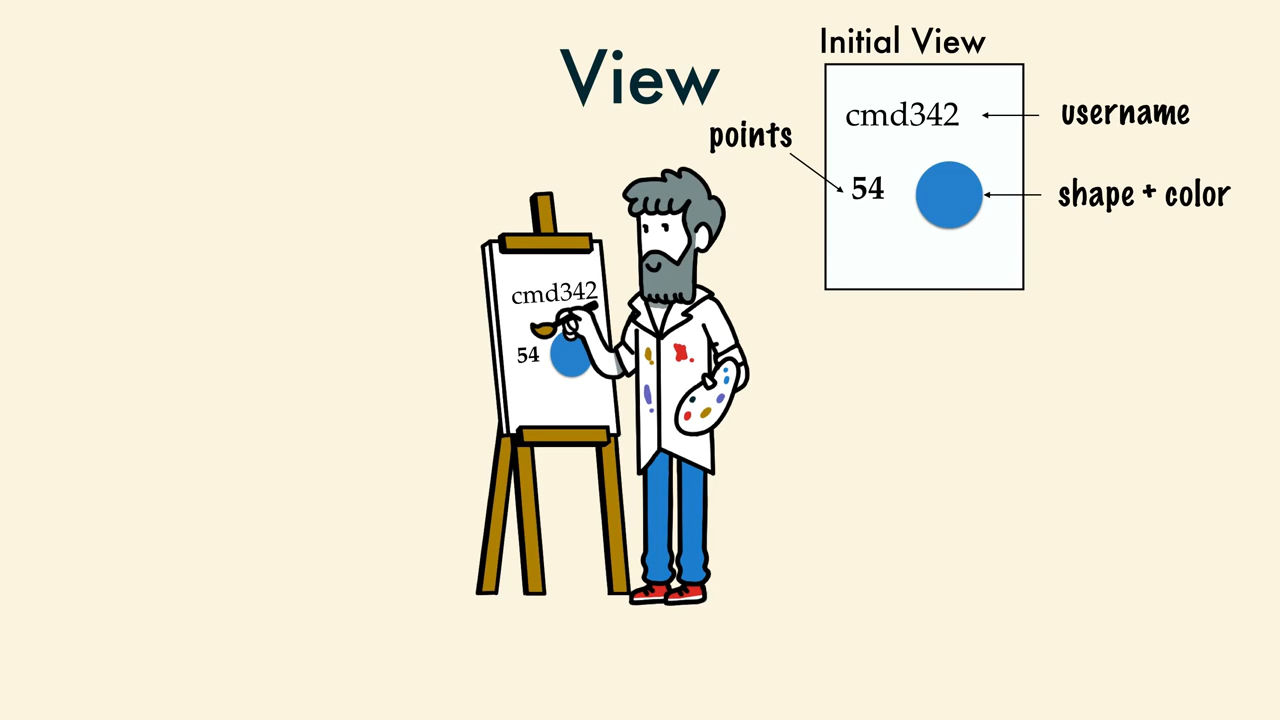 View
Initial View
cmd342
username
points
54
shape + color
cmd342
54